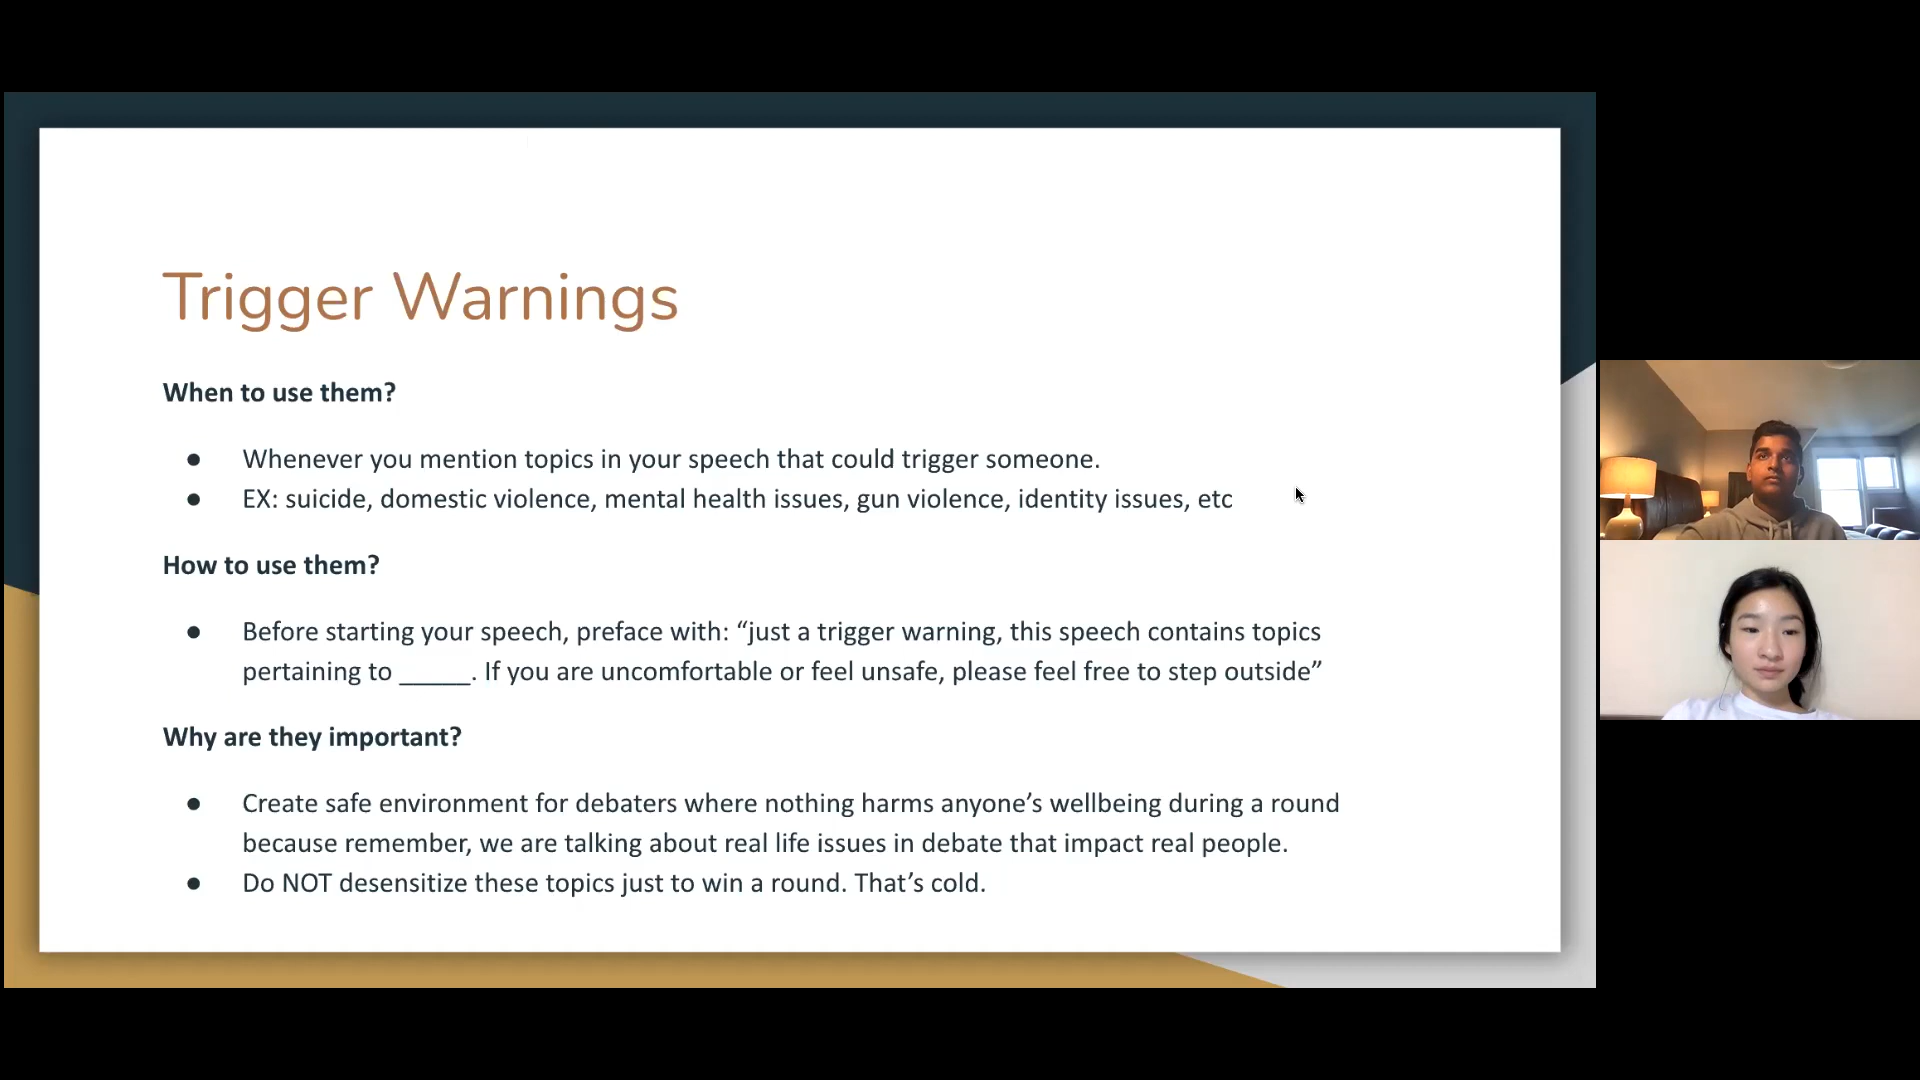 Trigger Warnings
When to use them?
● Whenever you mention topics in your speech that could trigger someone.
● EX: suicide, domestic violence, mental health issues, gun violence, identity issues, etc
How to use them?
● Before starting your speech, preface with: “just a trigger warning, this speech contains topics
pertaining to _____. If you are uncomfortable or feel unsafe, please feel free to step outside”
Why are they important?
● Create safe environment for debaters where nothing harms anyone’s wellbeing during a round
because remember, we are talking about real life issues in debate that impact real people.
● Do NOT desensitize these topics just to win a round. That’s cold.